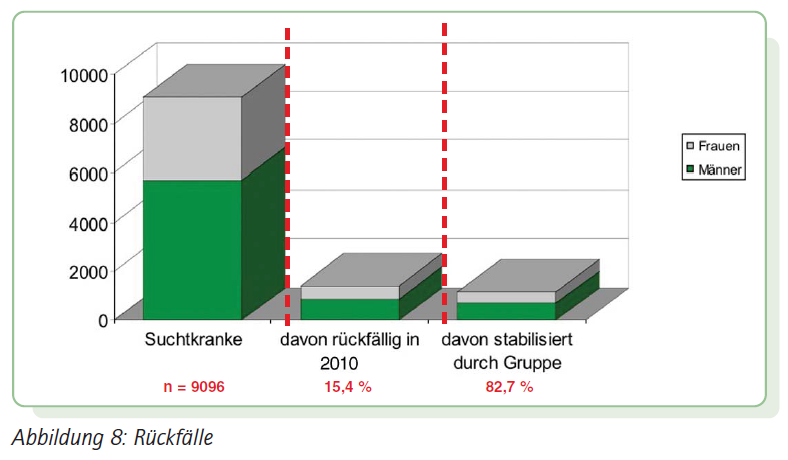 10000
8000
6000
4000
2000
0
Frauen
Männer
Suchtkranke
davon rückfällig in
2010
davon stabilisiert
durch Gruppe
n = 9096
15,4 %
82,7 %
Abbildung 8: Rückfälle